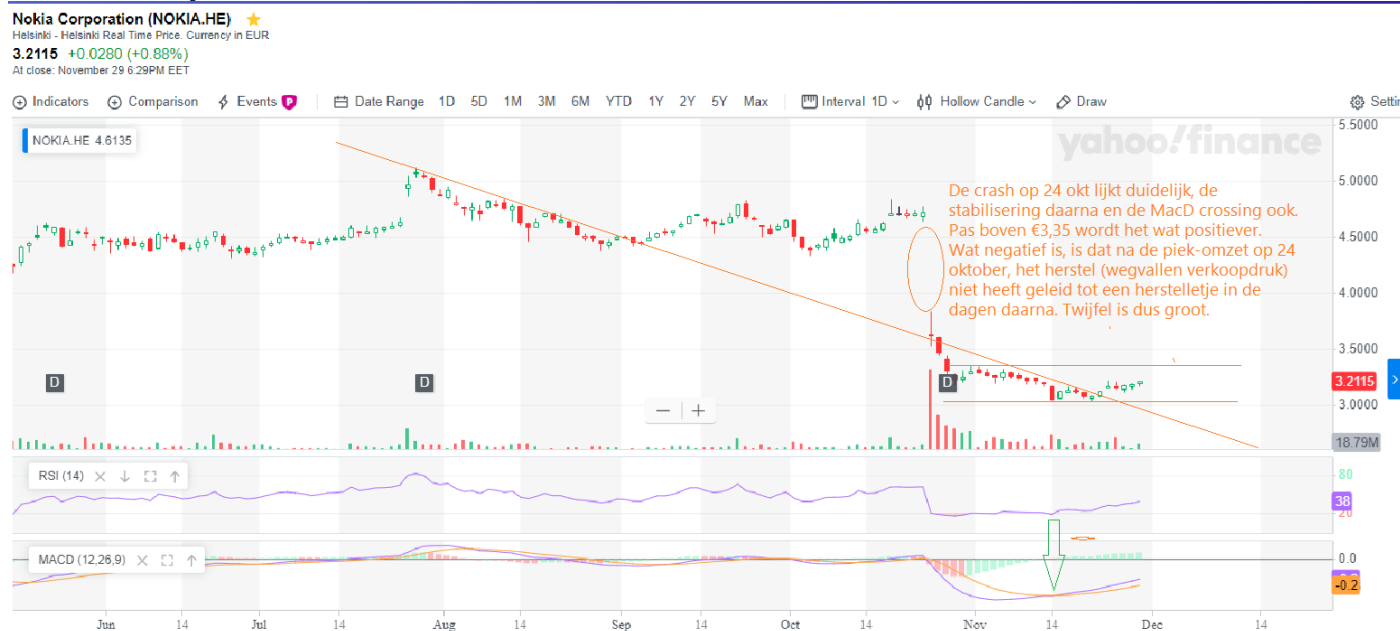 Nokia Corporation (NOKIA.HE)
Helsinki - Helsinki Real Time Price. Currency in EUR
3.2115 +0.0280 (+0.88%)
At close: November 29 6:29PM EET
Indicators Comparison Events P Date Range 1D 5D 1M 3M 6M YTD 1Y 2Y 5Y Max Interval 1D Hollow Candle Draw Settin
NOKIA.HE 4.6135
yahoo!finance
5.5000
5.0000
4.5000
4.0000
3.5000
3.2115
3.0000
18.79M
De crash op 24 okt lijkt duidelijk, de
stabilisering daarna en de MacD crossing ook.
Pas boven €3,35 wordt het wat positiever.
Wat negatief is, is dat na de piek-omzet op 24
oktober, het herstel (wegvallen verkoopdruk)
niet heeft geleid tot een herstelletje in de
dagen daarna. Twijfel is dus groot.
D D D
RSI (14)
80
38
20
MACD (12,26,9)
0.0
-0.2
Jun 14 Jul 14 Aug 14 Sep 14 Oct 14 Nov 14 Dec 14